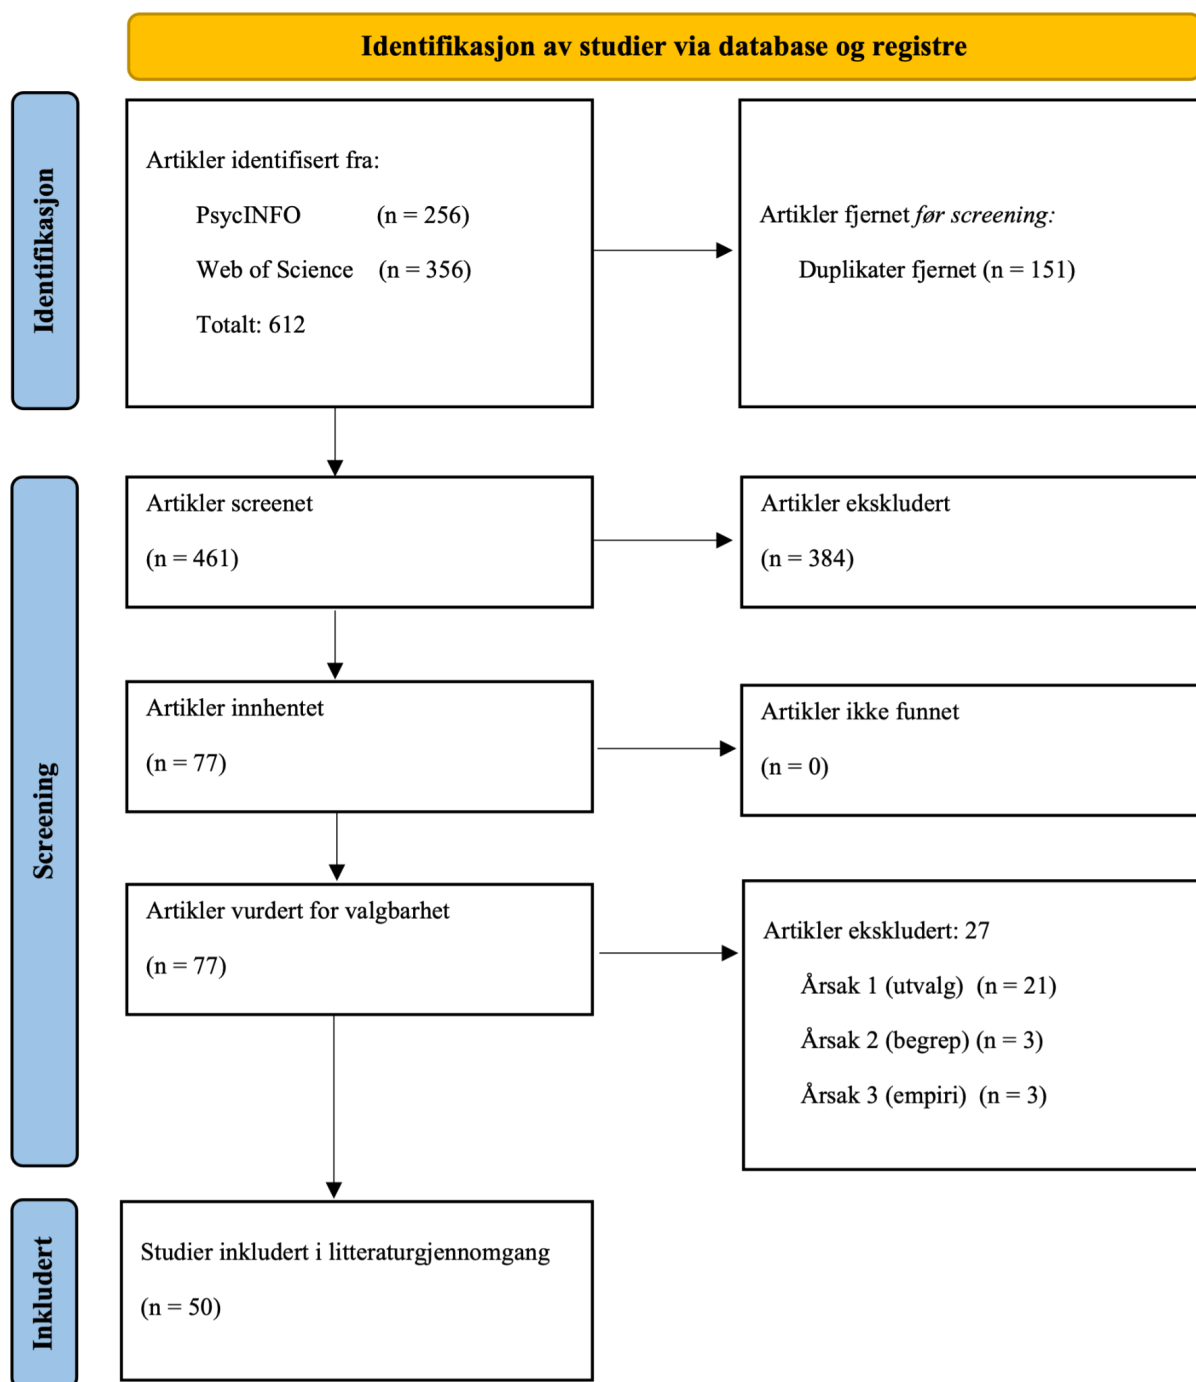 Identifikasjon av studier via database og registre
Identifikasjon
Artikler identifisert fra:
PsycINFO (n = 256)
Web of Science (n = 356)
Totalt: 612
Artikler fjernet før screening:
Duplikater fjernet (n = 151)
Screening
Artikler screenet
(n = 461)
Artikler ekskludert
(n = 384)
Artikler innhentet
(n = 77)
Artikler ikke funnet
(n = 0)
Artikler vurdert for valgbarhet
(n = 77)
Artikler ekskludert: 27
Årsak 1 (utvalg) (n = 21)
Årsak 2 (begrep) (n = 3)
Årsak 3 (empiri) (n = 3)
Inkludert
Studier inkludert i litteraturgjennomgang
(n = 50)